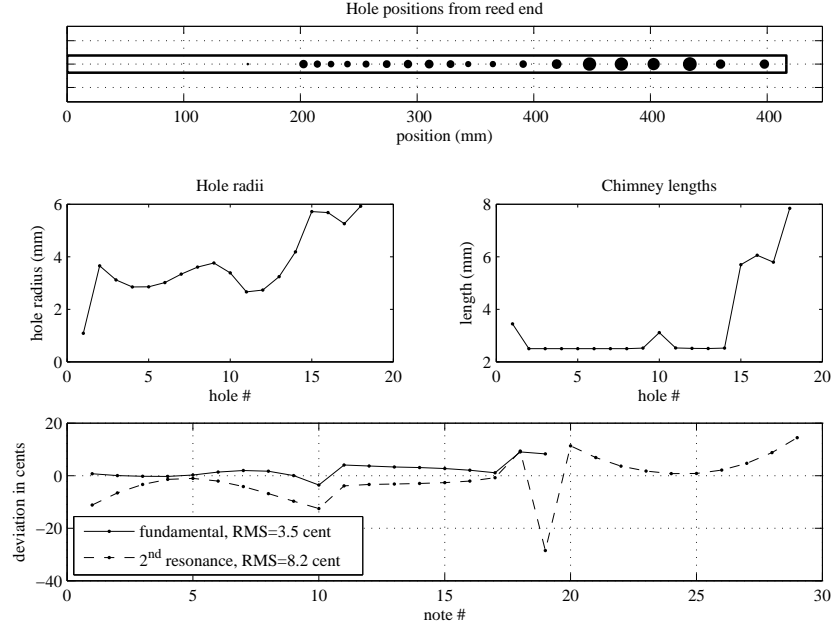 Hole positions from reed end
0 100 200 300 400 400 400
position (mm)
Hole radii
hole radius (mm)
6
4
2
0
0 5 10 15 20
hole #
Chimney lengths
length (mm)
8
6
4
2
0 5 10 15 20
hole #
deviation in cents
20
0
−20
−40
fundamental, RMS=3.5 cent
2nd resonance, RMS=8.2 cent
0 5 10 15 20 25 30
note #